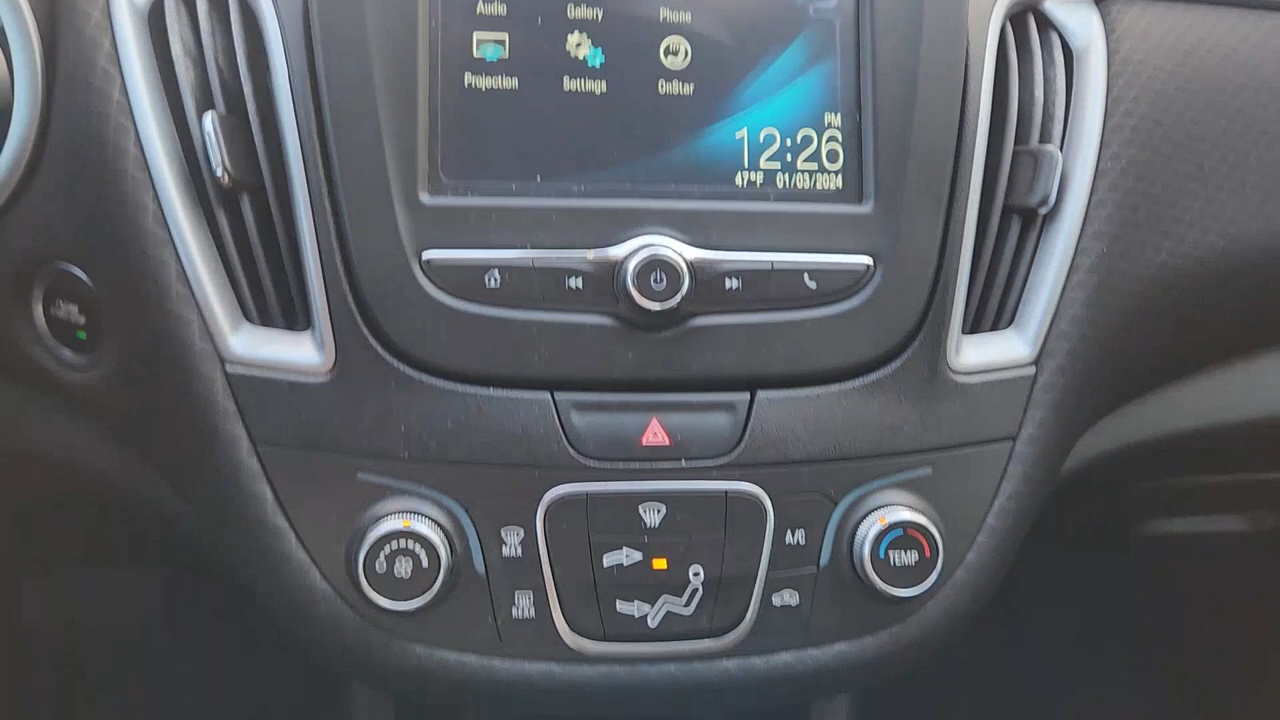 Audio Gallery Phone
Projection Settings OnStar
PM
12:26
47°F 01/03/2024
MAX
A/C
TEMP
REAR